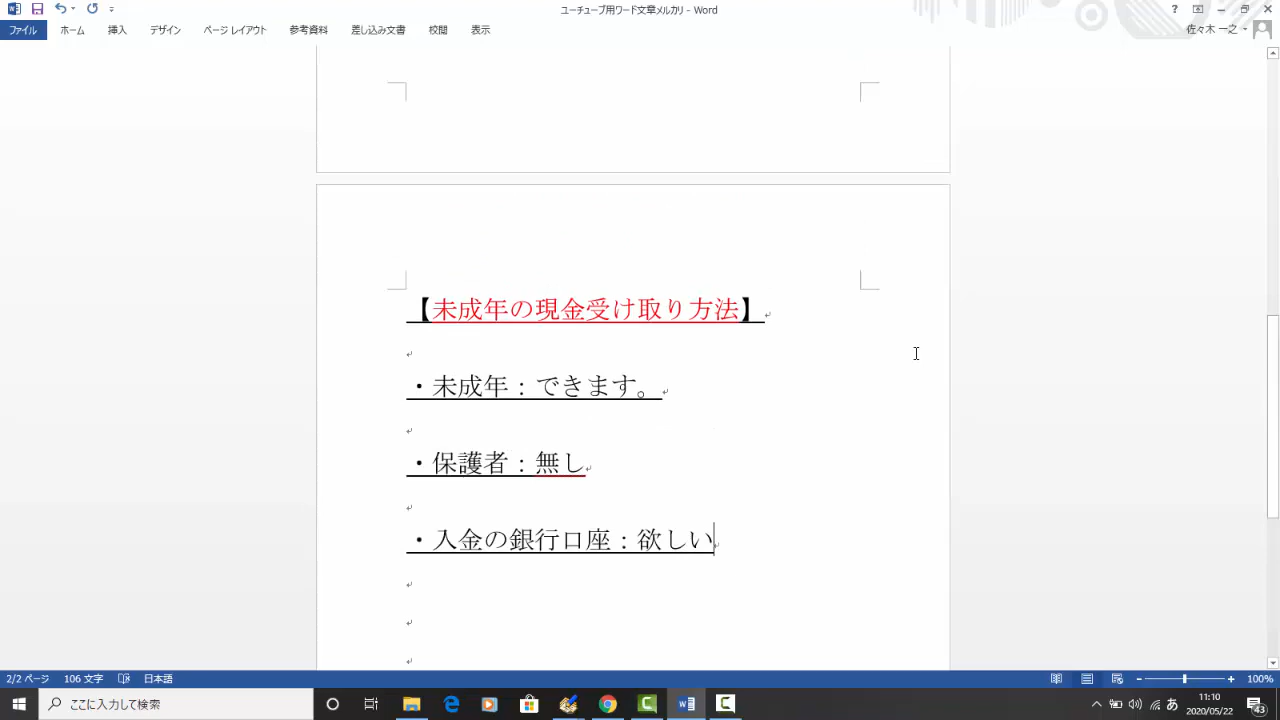 ユーチューブ用ワード文章メルカリ - Word
ファイル ホーム 挿入 デザイン ページ レイアウト 参考資料 差し込み文書 校閲 表示 佐々木 一之
【未成年の現金受け取り方法】
・未成年：できます。
・保護者：無し
・入金の銀行口座：欲しい
2/2 ページ 106 文字 日本語 100%
ここに入力して検索
あ 11:10
2020/05/22 43